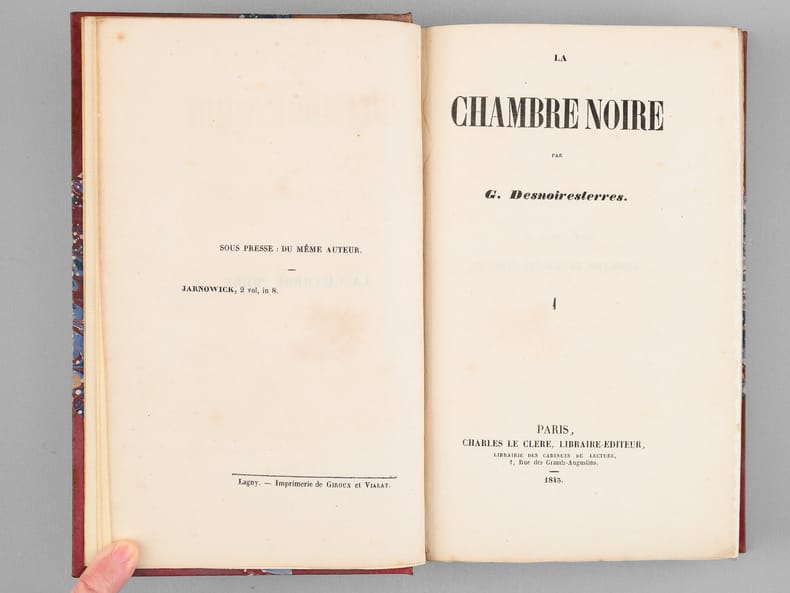 SOUS PRESSE : DU MÊME AUTEUR.
JARNOWICK, 2 vol, in 8.
Lagny. — Imprimerie de GIROUX et VIALAT.
LA
CHAMBRE NOIRE
PAR
G. Desnoiresterres.
1
PARIS,
CHARLES LE CLERE, LIBRAIRE-EDITEUR,
LIBRAIRIE DES CABINETS DE LECTURE,
7, Rue des Grands-Augustins.
1843.